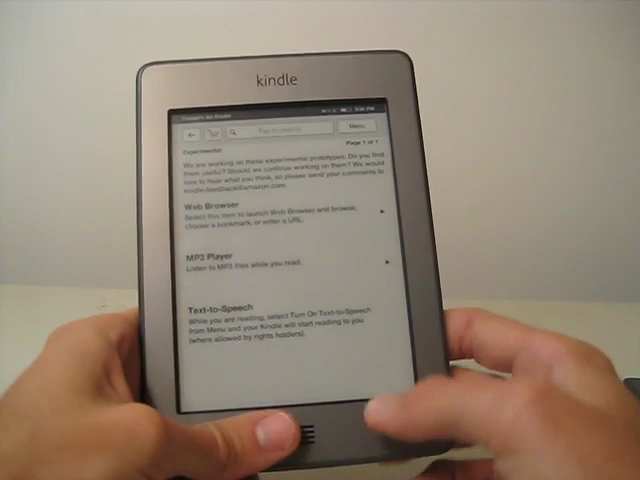 kindle
Menu
Experimental
Page 1 of 1
We are working on these experimental prototypes. Do you find
them useful? Should we continue working on them? We would
love to hear what you think, so please send your comments to
kindle-feedback@amazon.com.
Web Browser
Select this item to launch Web Browser and browse,
choose a bookmark, or enter a URL.
MP3 Player
Listen to MP3 files while you read.
Text-to-Speech
While you are reading, select Turn On Text-to-Speech
from Menu and your Kindle will start reading to you
(where allowed by rights holders).